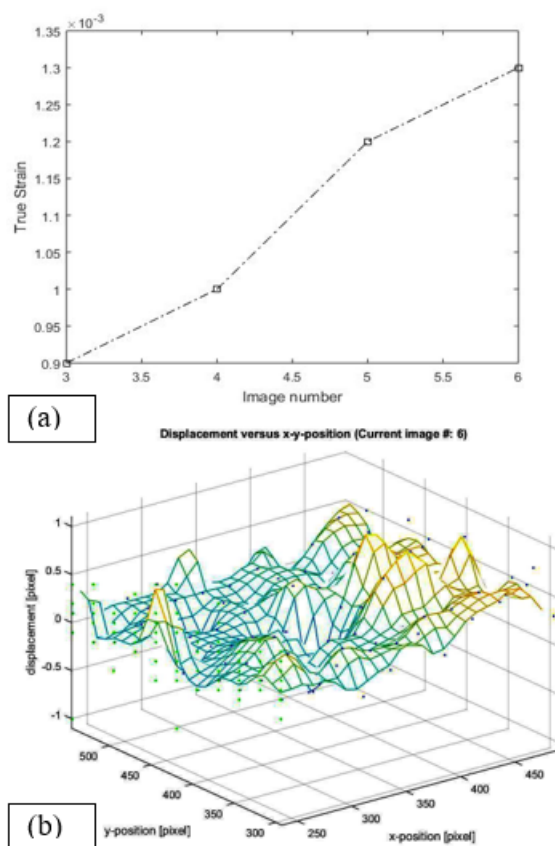 ×10⁻³
1.35
1.3
1.25
1.2
1.15
1.1
1.05
1
0.95
0.9
True Strain
3 3.5 4 4.5 5 5.5 6
Image number
(a)
Displacement versus x-y-position (Current image #: 6)
1
0.5
0
-0.5
-1
displacement [pixel]
500
450
400
350
300
y-position [pixel]
250
300
350
400
450
x-position [pixel]
(b)